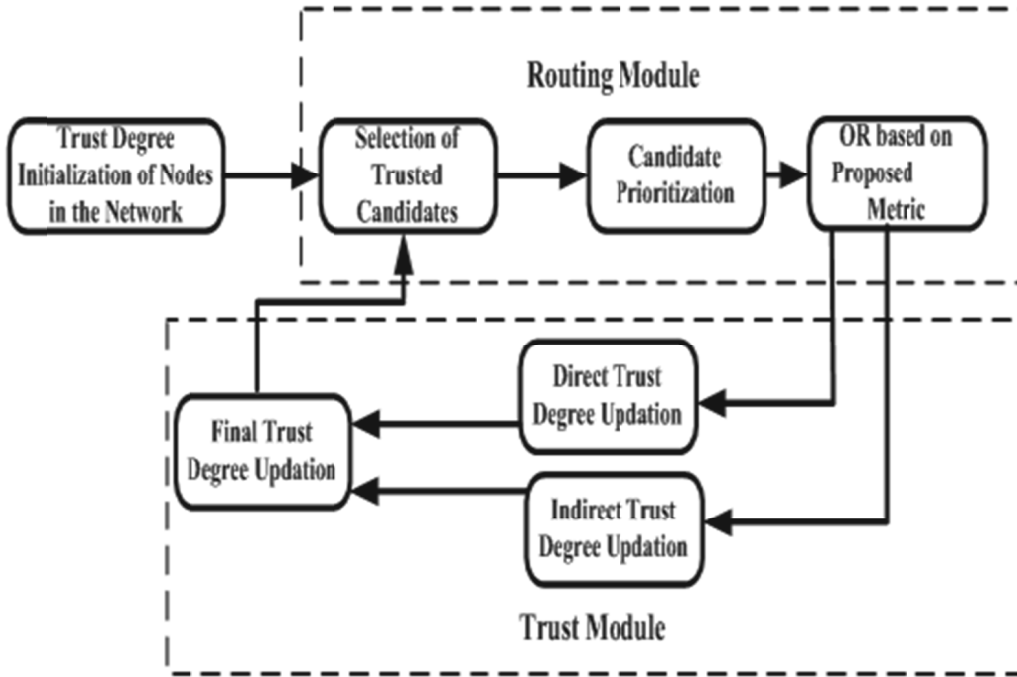 Routing Module
Trust Degree
Initialization of Nodes
in the Network
Selection of
Trusted
Candidates
Candidate
Prioritization
OR based on
Proposed
Metric
Direct Trust
Degree Updation
Final Trust
Degree Updation
Indirect Trust
Degree Updation
Trust Module